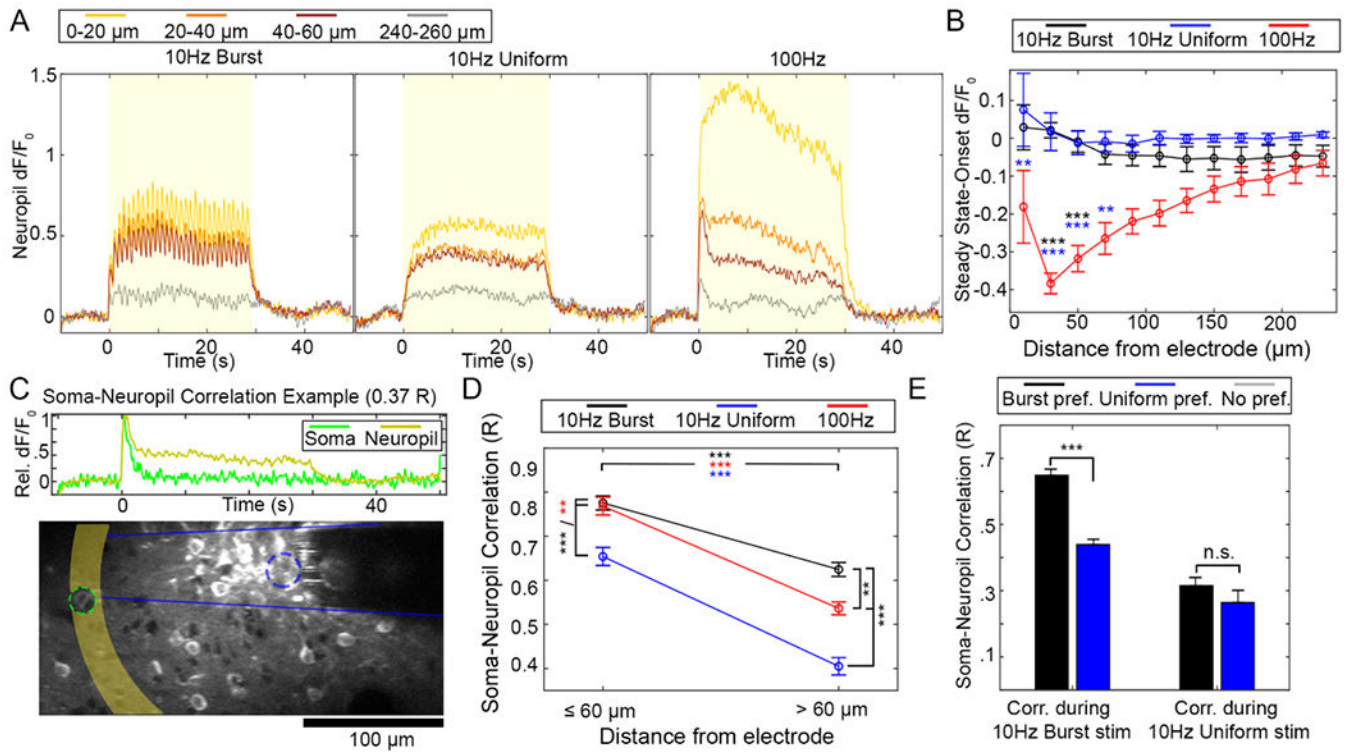 A
0-20 µm 20-40 µm 40-60 µm 240-260 µm
10Hz Burst 10Hz Uniform 100Hz
Neuropil dF/F0
1.5
1
0.5
0
0 20 40 0 20 40 0 20 40
Time (s) Time (s) Time (s)
B
10Hz Burst 10Hz Uniform 100Hz
Steady State-Onset dF/F0
0.1
0
-0.1
-0.2
-0.3
-0.4
**
***
***
***
***
**
0 50 100 150 200
Distance from electrode (µm)
C
Soma-Neuropil Correlation Example (0.37 R)
Rel. dF/F0
1
.5
0
Soma Neuropil
0 40
Time (s)
100 µm
D
10Hz Burst 10Hz Uniform 100Hz
Soma-Neuropil Correlation (R)
0.9
0.8
0.7
0.6
0.5
0.4
***
***
***
*** / **
**
***
≤ 60 µm > 60 µm
Distance from electrode
E
Burst pref. Uniform pref. No pref.
Soma-Neuropil Correlation (R)
.7
.5
.3
.1
***
n.s.
Corr. during Corr. during
10Hz Burst stim 10Hz Uniform stim